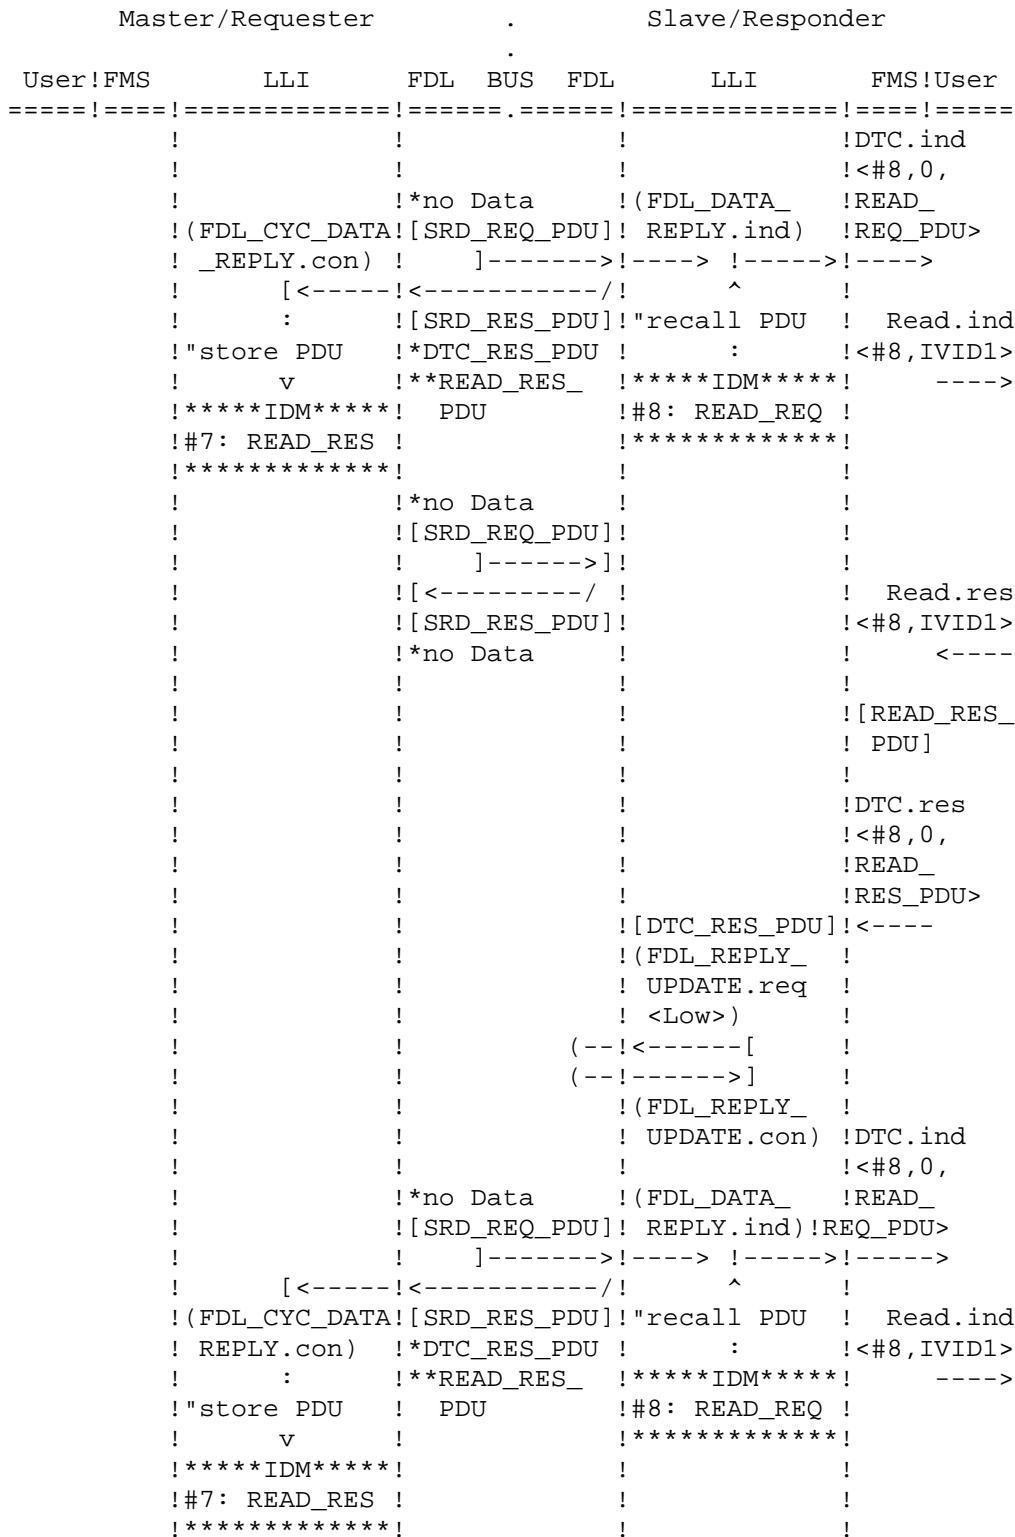 Master/Requester        .        Slave/Responder
                               .
 User!FMS       LLI      FDL  BUS  FDL      LLI       FMS!User
=====!====!=============!======.======!=============!====!=====
          !             !             !             !DTC.ind
          !             !             !             !<#8,0,
          !             !*no Data     !(FDL_DATA_   !READ_
          !(FDL_CYC_DATA![SRD_REQ_PDU]! REPLY.ind)  !REQ_PDU>
          ! _REPLY.con) !    ]------->!----> !----->!---->
          !      [<-----!<-----------/!      ^      !
          !      :      ![SRD_RES_PDU]!"recall PDU  !  Read.ind
          !"store PDU   !*DTC_RES_PDU !      :      !<#8,IVID1>
          !      v      !**READ_RES_  !*****IDM*****!     ---->
          !*****IDM*****!  PDU        !#8: READ_REQ !
          !#7: READ_RES !             !*************!
          !*************!             !             !
          !             !*no Data     !             !
          !             ![SRD_REQ_PDU]!             !
          !             !    ]------>]!             !
          !             ![<---------/ !             !  Read.res
          !             ![SRD_RES_PDU]!             !<#8,IVID1>
          !             !*no Data     !             !     <----
          !             !             !             !
          !             !             !             ![READ_RES_
          !             !             !             ! PDU]
          !             !             !             !
          !             !             !             !DTC.res
          !             !             !             !<#8,0,
          !             !             !             !READ_
          !             !             !             !RES_PDU>
          !             !             ![DTC_RES_PDU]!<----
          !             !             !(FDL_REPLY_  !
          !             !             ! UPDATE.req  !
          !             !             ! <Low>)      !
          !             !          (--!<------[     !
          !             !          (--!------>]     !
          !             !             !(FDL_REPLY_  !
          !             !             ! UPDATE.con) !DTC.ind
          !             !             !             !<#8,0,
          !             !*no Data     !(FDL_DATA_   !READ_
          !             ![SRD_REQ_PDU]! REPLY.ind)!REQ_PDU>
          !             !    ]------->!----> !----->!----->
          !      [<-----!<-----------/!      ^      !
          !(FDL_CYC_DATA![SRD_RES_PDU]!"recall PDU  !  Read.ind
          ! REPLY.con)  !*DTC_RES_PDU !      :      !<#8,IVID1>
          !      :      !**READ_RES_  !*****IDM*****!     ---->
          !"store PDU   !  PDU        !#8: READ_REQ !
          !      v      !             !*************!
          !*****IDM*****!             !             !
          !#7: READ_RES !             !             !
          !*************!             !             !